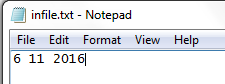 infile.txt - Notepad
File Edit Format View Help
6 11 2016